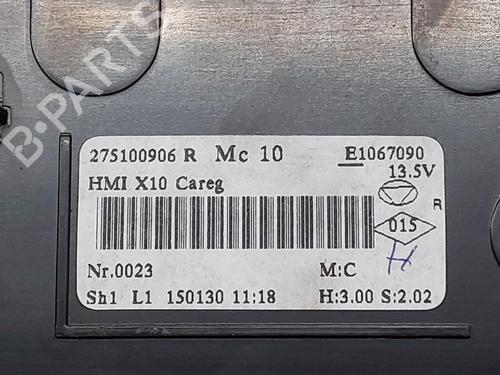 B-PARTS
275100906 R Mc 10 E1067090
HMI X10 Careg 13.5V
R
015
H
Nr.0023 M:C
Sh1 L1 150130 11:18 H:3.00 S:2.02